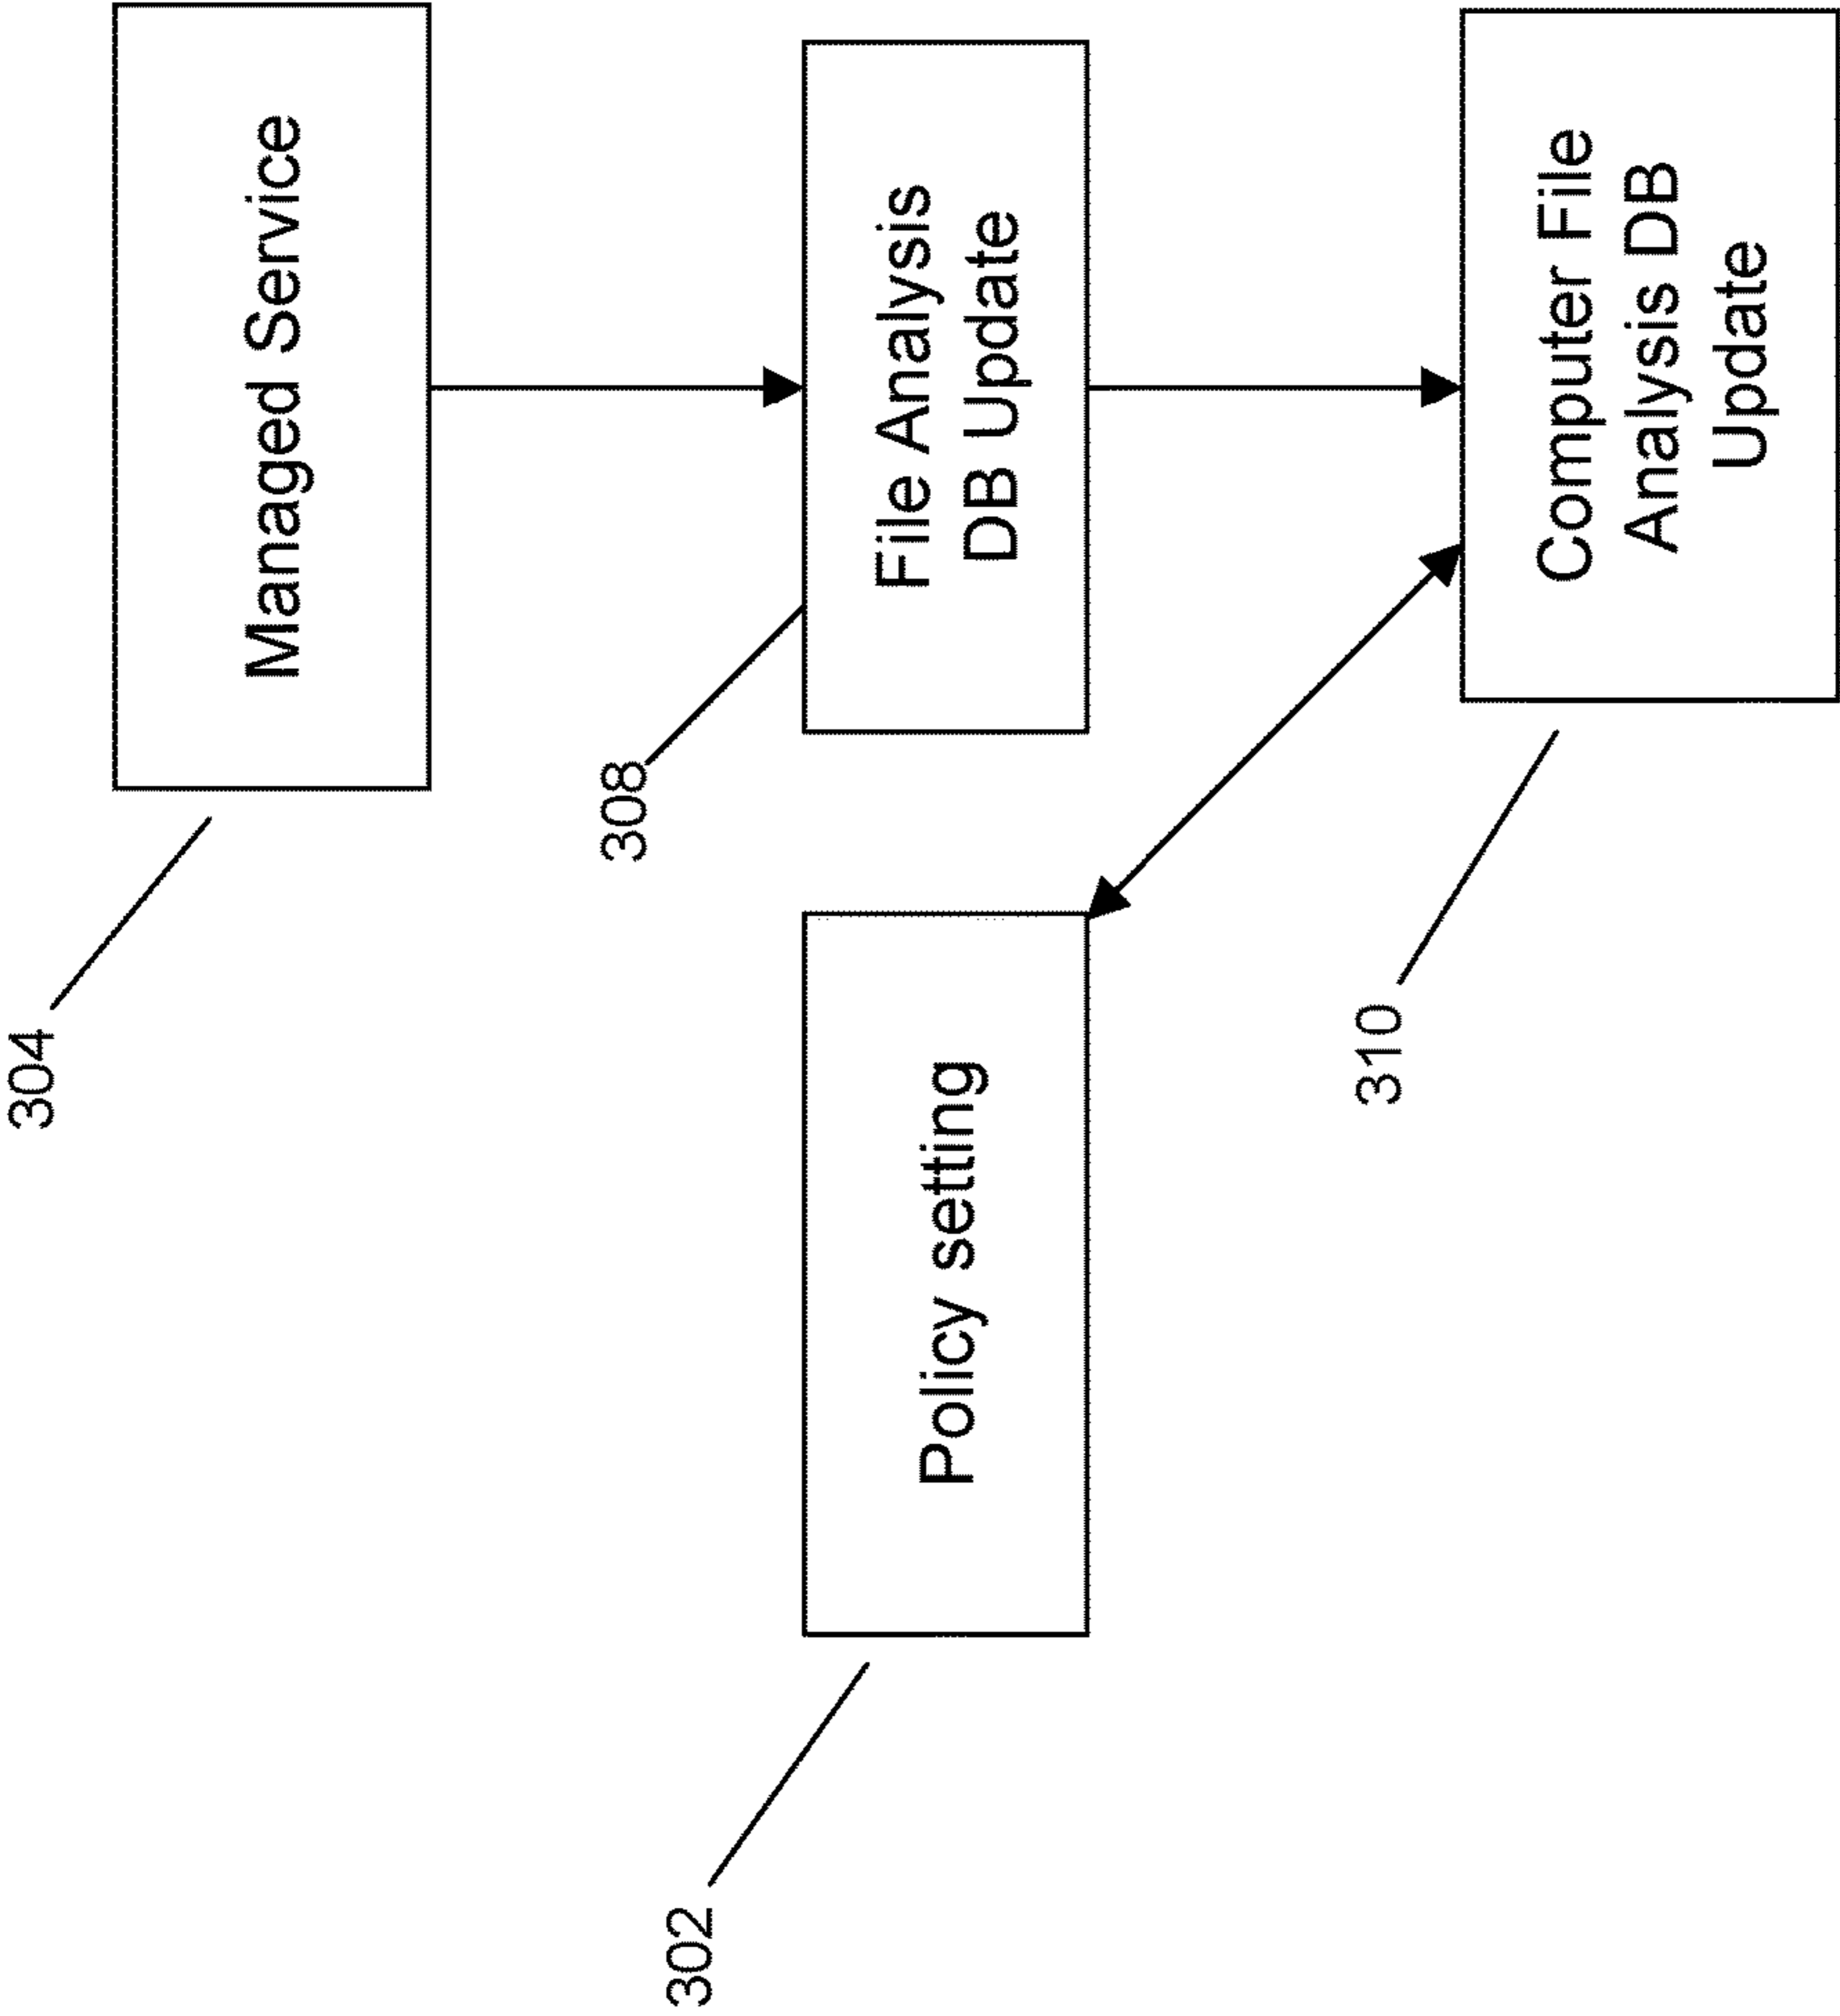 304
Managed Service
308
File Analysis
DB Update
302
Policy setting
310
Computer File
Analysis DB
Update